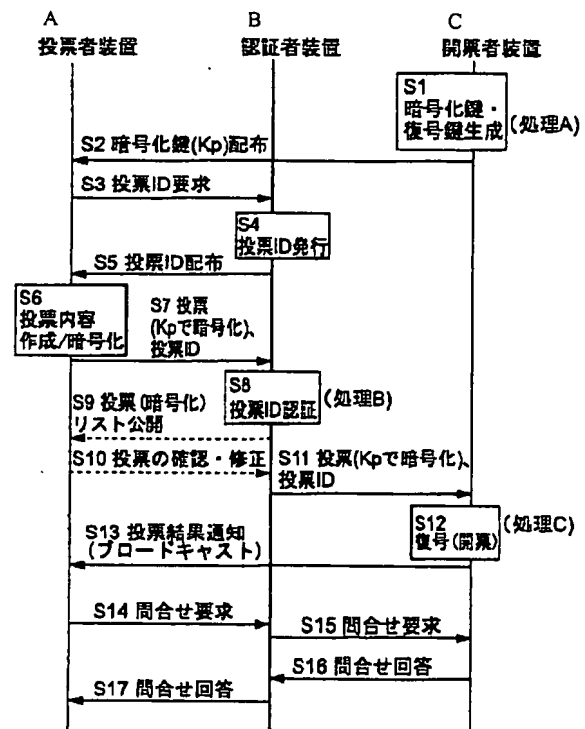 A
B
C
投票者装置
認証者装置
開票者装置
S1
暗号化鍵・
復号鍵生成
(処理A)
S2 暗号化鍵(Kp)配布
S3 投票ID要求
S4
投票ID発行
S5 投票ID配布
S6
投票内容
作成/暗号化
S7 投票
(Kpで暗号化)、
投票ID
S8
投票ID認証
(処理B)
S9 投票(暗号化)
リスト公開
S10 投票の確認・修正
S11 投票(Kpで暗号化)、
投票ID
S12
復号(開票)
(処理C)
S13 投票結果通知
(ブロードキャスト)
S14 問合せ要求
S15 問合せ要求
S16 問合せ回答
S17 問合せ回答